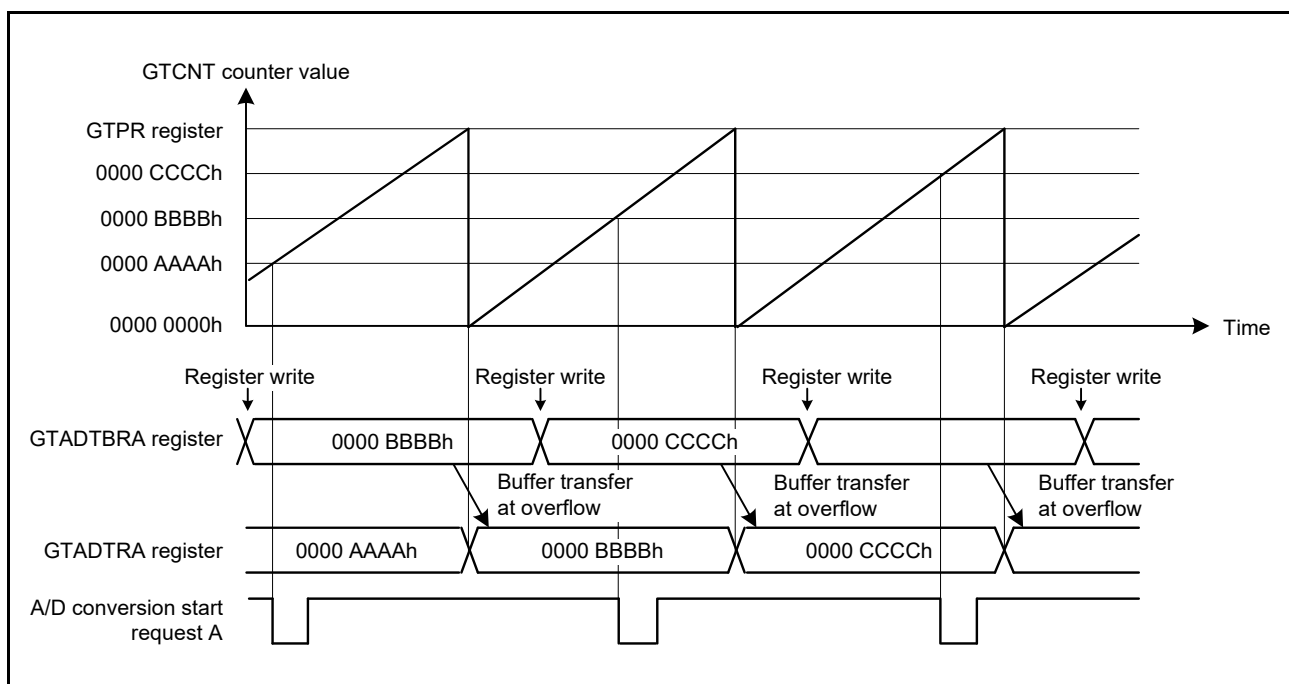 GTCNT counter value
GTPR register
0000 CCCCh
0000 BBBBh
0000 AAAAh
0000 0000h
Time
Register write
Register write
Register write
Register write
GTADTBRA register
0000 BBBBh
0000 CCCCh
Buffer transfer
at overflow
Buffer transfer
at overflow
Buffer transfer
at overflow
GTADTRA register
0000 AAAAh
0000 BBBBh
0000 CCCCh
A/D conversion start
request A